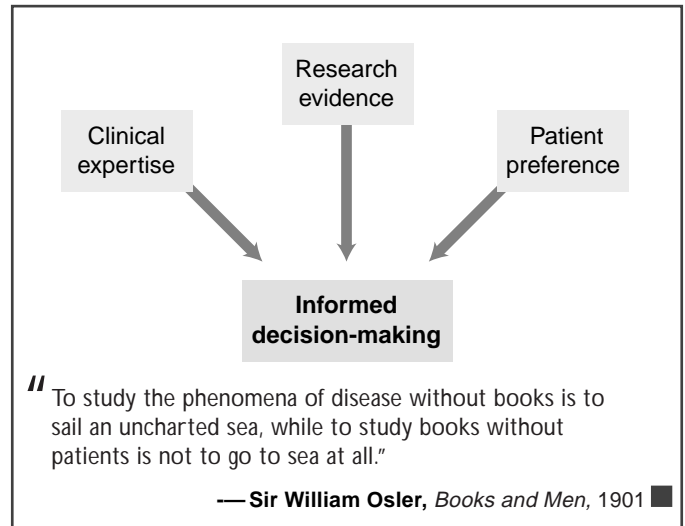 Research
evidence
Clinical
expertise
Patient
preference
Informed
decision-making
" To study the phenomena of disease without books is to
sail an uncharted sea, while to study books without
patients is not to go to sea at all."
-— Sir William Osler, Books and Men, 1901